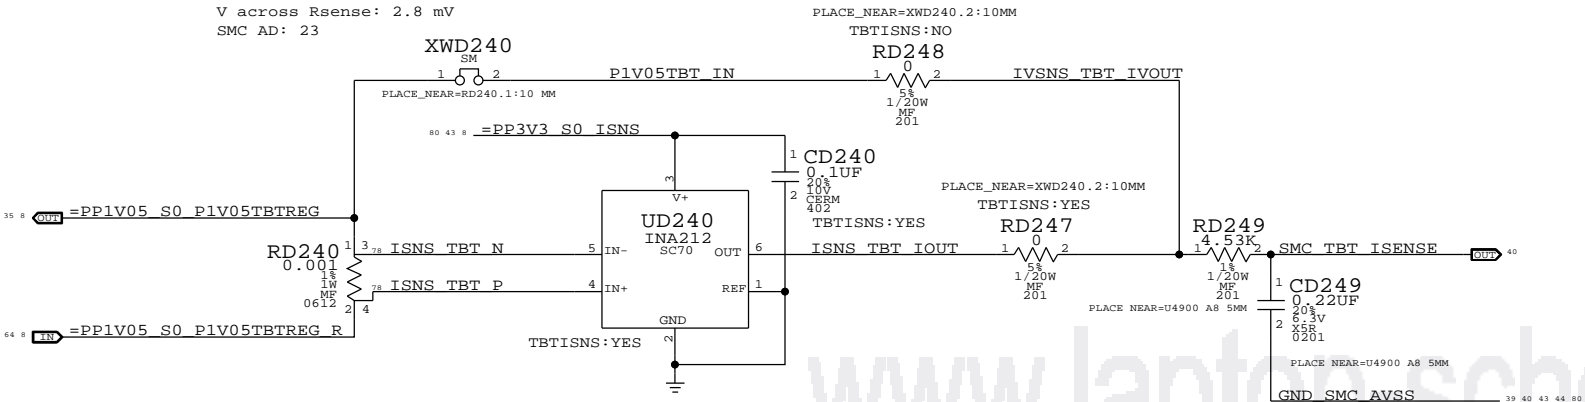 V across Rsense: 2.8 mV
SMC AD: 23
PLACE_NEAR=XWD240.2:10MM
TBTISNS:NO
XWD240
SM
1 2
PLACE_NEAR=RD240.1:10 MM
P1V05TBT_IN
RD248
0
1 2
5%
1/20W
MF
201
IVSNS_TBT_IVOUT
80 43 8 =PP3V3_S0_ISNS
1
CD240
0.1UF
20%
10V
CERM
402
2
TBTISNS:YES
PLACE_NEAR=XWD240.2:10MM
TBTISNS:YES
RD247
0
1 2
5%
1/20W
MF
201
RD249
4.53K
1 2
1%
1/20W
MF
201
PLACE NEAR=U4900 A8 5MM
SMC_TBT_ISENSE
OUT 40
35 8 OUT =PP1V05_S0_P1V05TBTREG
RD240
0.001
1%
1W
MF
0612
1 3
2 4
78 ISNS_TBT_N
78 ISNS_TBT_P
64 8 IN =PP1V05_S0_P1V05TBTREG_R
3
V+
UD240
INA212
SC70
5 IN-
4 IN+
OUT 6
REF 1
GND
2
TBTISNS:YES
ISNS_TBT_IOUT
1
CD249
0.22UF
20%
6.3V
X5R
0201
2
PLACE NEAR=U4900 A8 5MM
GND_SMC_AVSS
39 40 43 44 80
www.laptop-sche